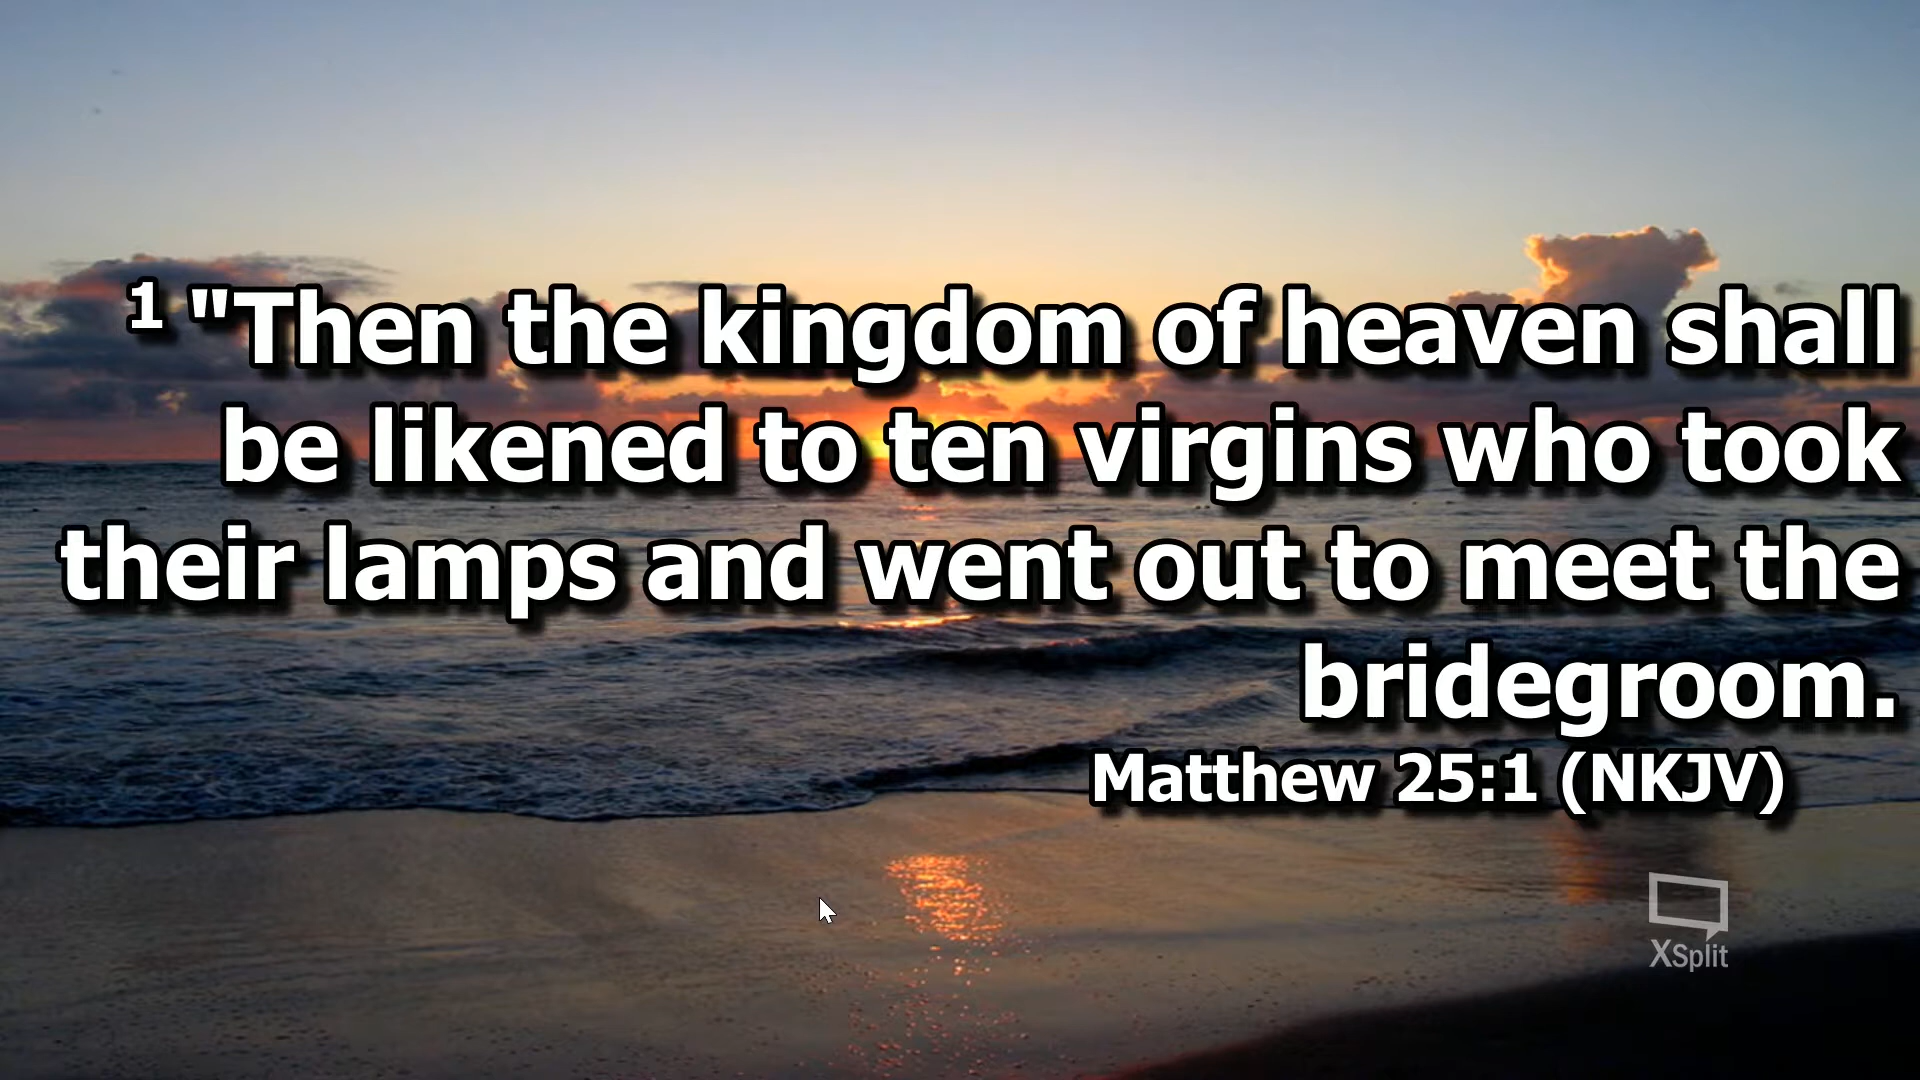 1 "Then the kingdom of heaven shall
be likened to ten virgins who took
their lamps and went out to meet the
bridegroom.
Matthew 25:1 (NKJV)
XSplit